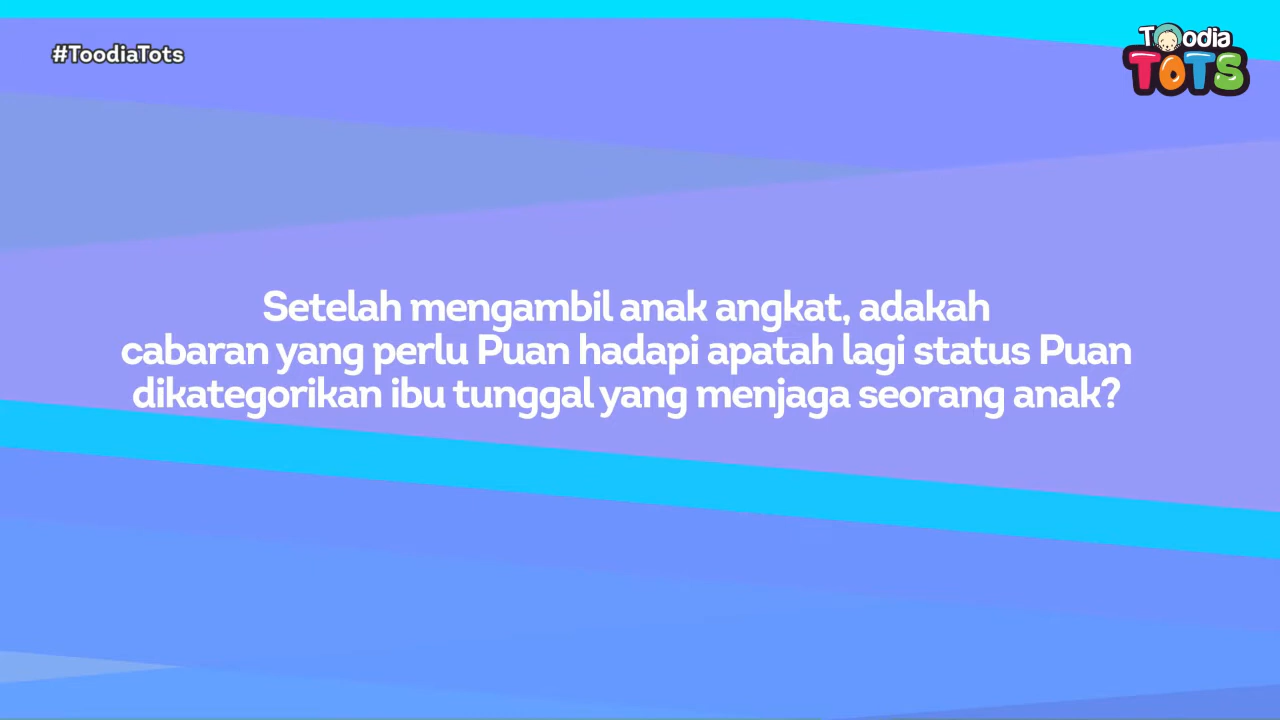 #ToodiaTots
Toodia
TOTS
Setelah mengambil anak angkat, adakah
cabaran yang perlu Puan hadapi apatah lagi status Puan
dikategorikan ibu tunggal yang menjaga seorang anak?